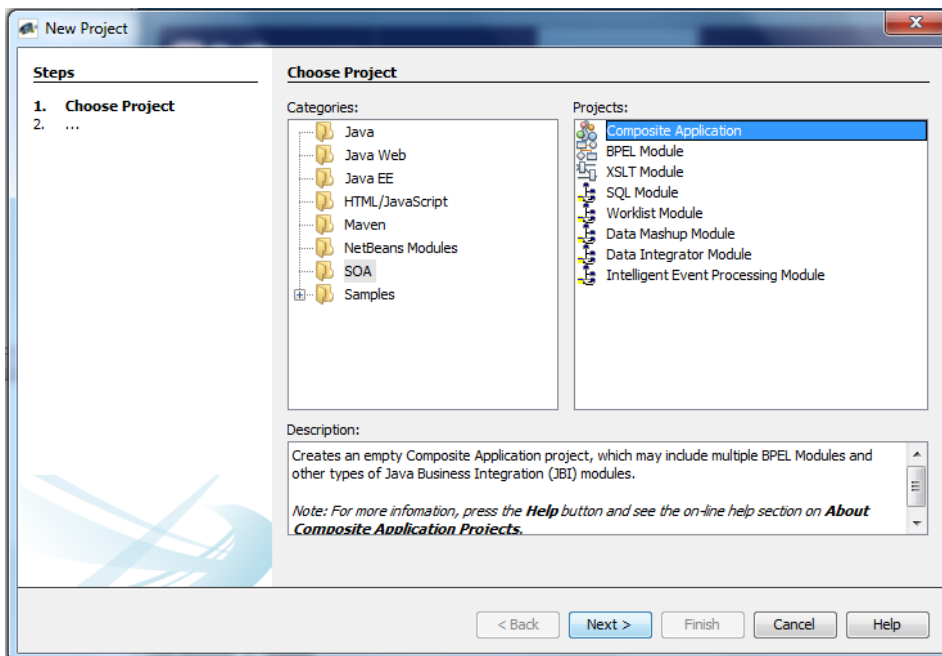 New Project
Steps
1. Choose Project
2. ...
Choose Project
Categories:
Java
Java Web
Java EE
HTML/JavaScript
Maven
NetBeans Modules
SOA
Samples
Projects:
Composite Application
BPEL Module
XSLT Module
SQL Module
Worklist Module
Data Mashup Module
Data Integrator Module
Intelligent Event Processing Module
Description:
Creates an empty Composite Application project, which may include multiple BPEL Modules and
other types of Java Business Integration (JBI) modules.
Note: For more infomation, press the Help button and see the on-line help section on About
Composite Application Projects.
< Back
Next >
Finish
Cancel
Help